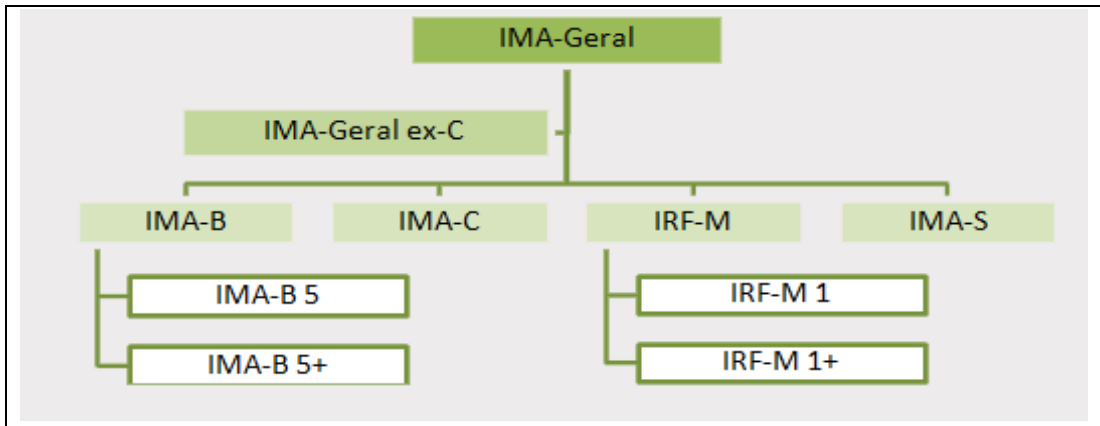 IMA-Geral
IMA-Geral ex-C
IMA-B
IMA-C
IRF-M
IMA-S
IMA-B 5
IRF-M 1
IMA-B 5+
IRF-M 1+